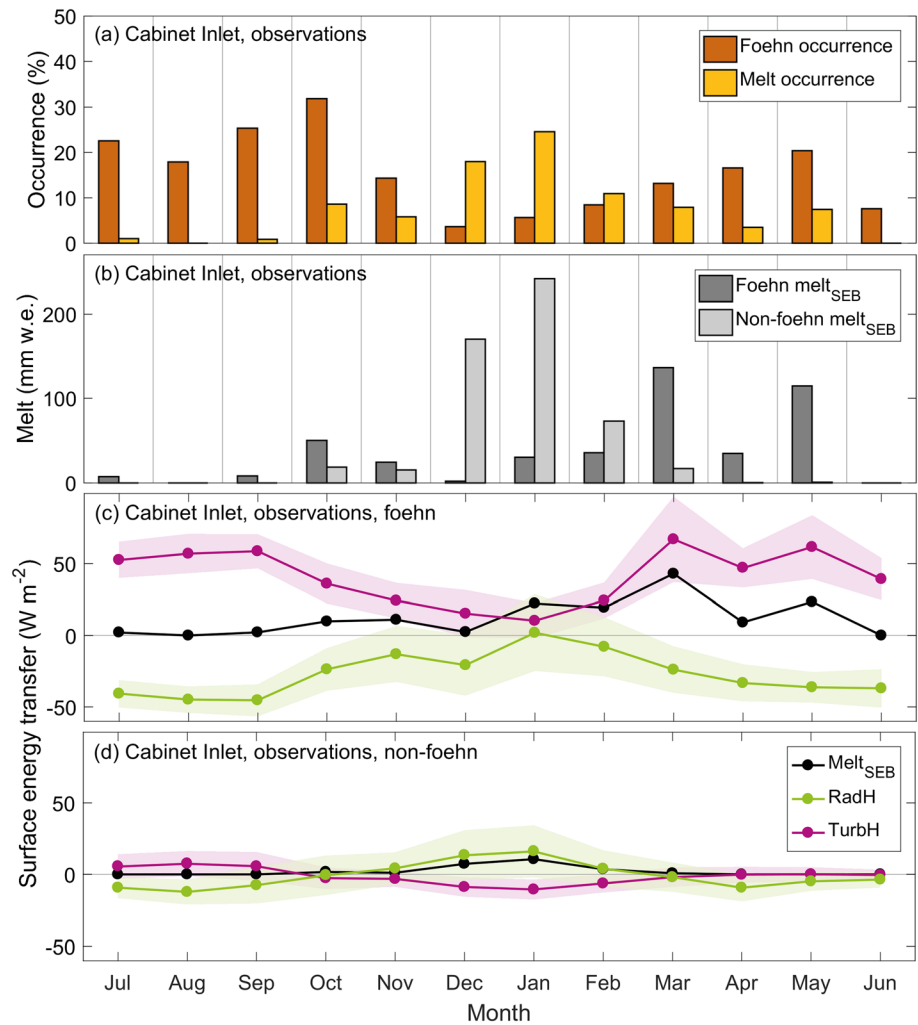 (a) Cabinet Inlet, observations
Foehn occurrence
Melt occurrence
Occurrence (%)
50
40
30
20
10
0
(b) Cabinet Inlet, observations
Foehn melt_SEB
Non-foehn melt_SEB
Melt (mm w.e.)
200
100
0
(c) Cabinet Inlet, observations, foehn
Surface energy transfer (W m^-2)
50
0
-50
(d) Cabinet Inlet, observations, non-foehn
Melt_SEB
RadH
TurbH
50
0
-50
Jul Aug Sep Oct Nov Dec Jan Feb Mar Apr May Jun
Month